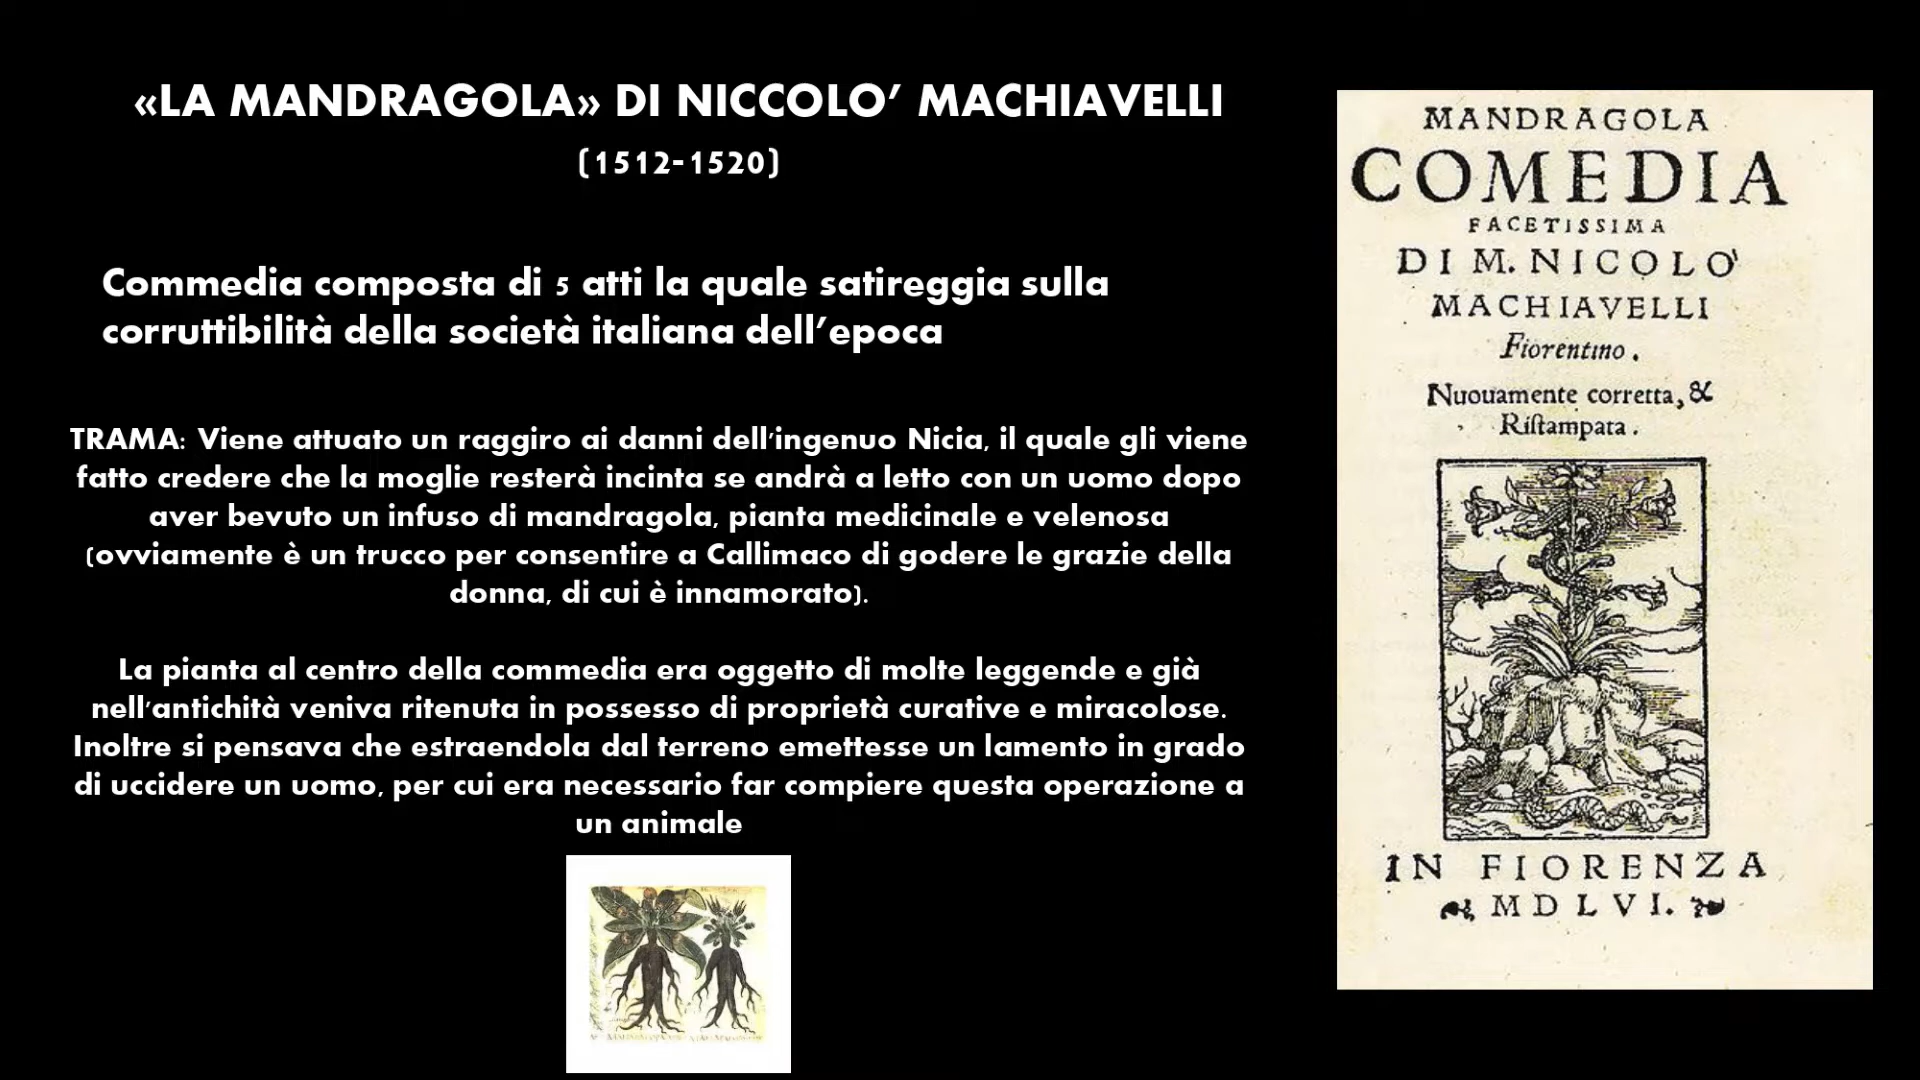 «LA MANDRAGOLA» DI NICCOLO’ MACHIAVELLI
(1512-1520)
Commedia composta di 5 atti la quale satireggia sulla
corruttibilità della società italiana dell’epoca
TRAMA: Viene attuato un raggiro ai danni dell'ingenuo Nicia, il quale gli viene
fatto credere che la moglie resterà incinta se andrà a letto con un uomo dopo
aver bevuto un infuso di mandragola, pianta medicinale e velenosa
(ovviamente è un trucco per consentire a Callimaco di godere le grazie della
donna, di cui è innamorato).
La pianta al centro della commedia era oggetto di molte leggende e già
nell'antichità veniva ritenuta in possesso di proprietà curative e miracolose.
Inoltre si pensava che estraendola dal terreno emettesse un lamento in grado
di uccidere un uomo, per cui era necessario far compiere questa operazione a
un animale
MANDRAGOLA
COMEDIA
FACETISSIMA
DI M. NICOLO'
MACHIAVELLI
Fiorentino.
Nuouamente corretta, &
Riſtampata.
IN FIORENZA
MDLVI.